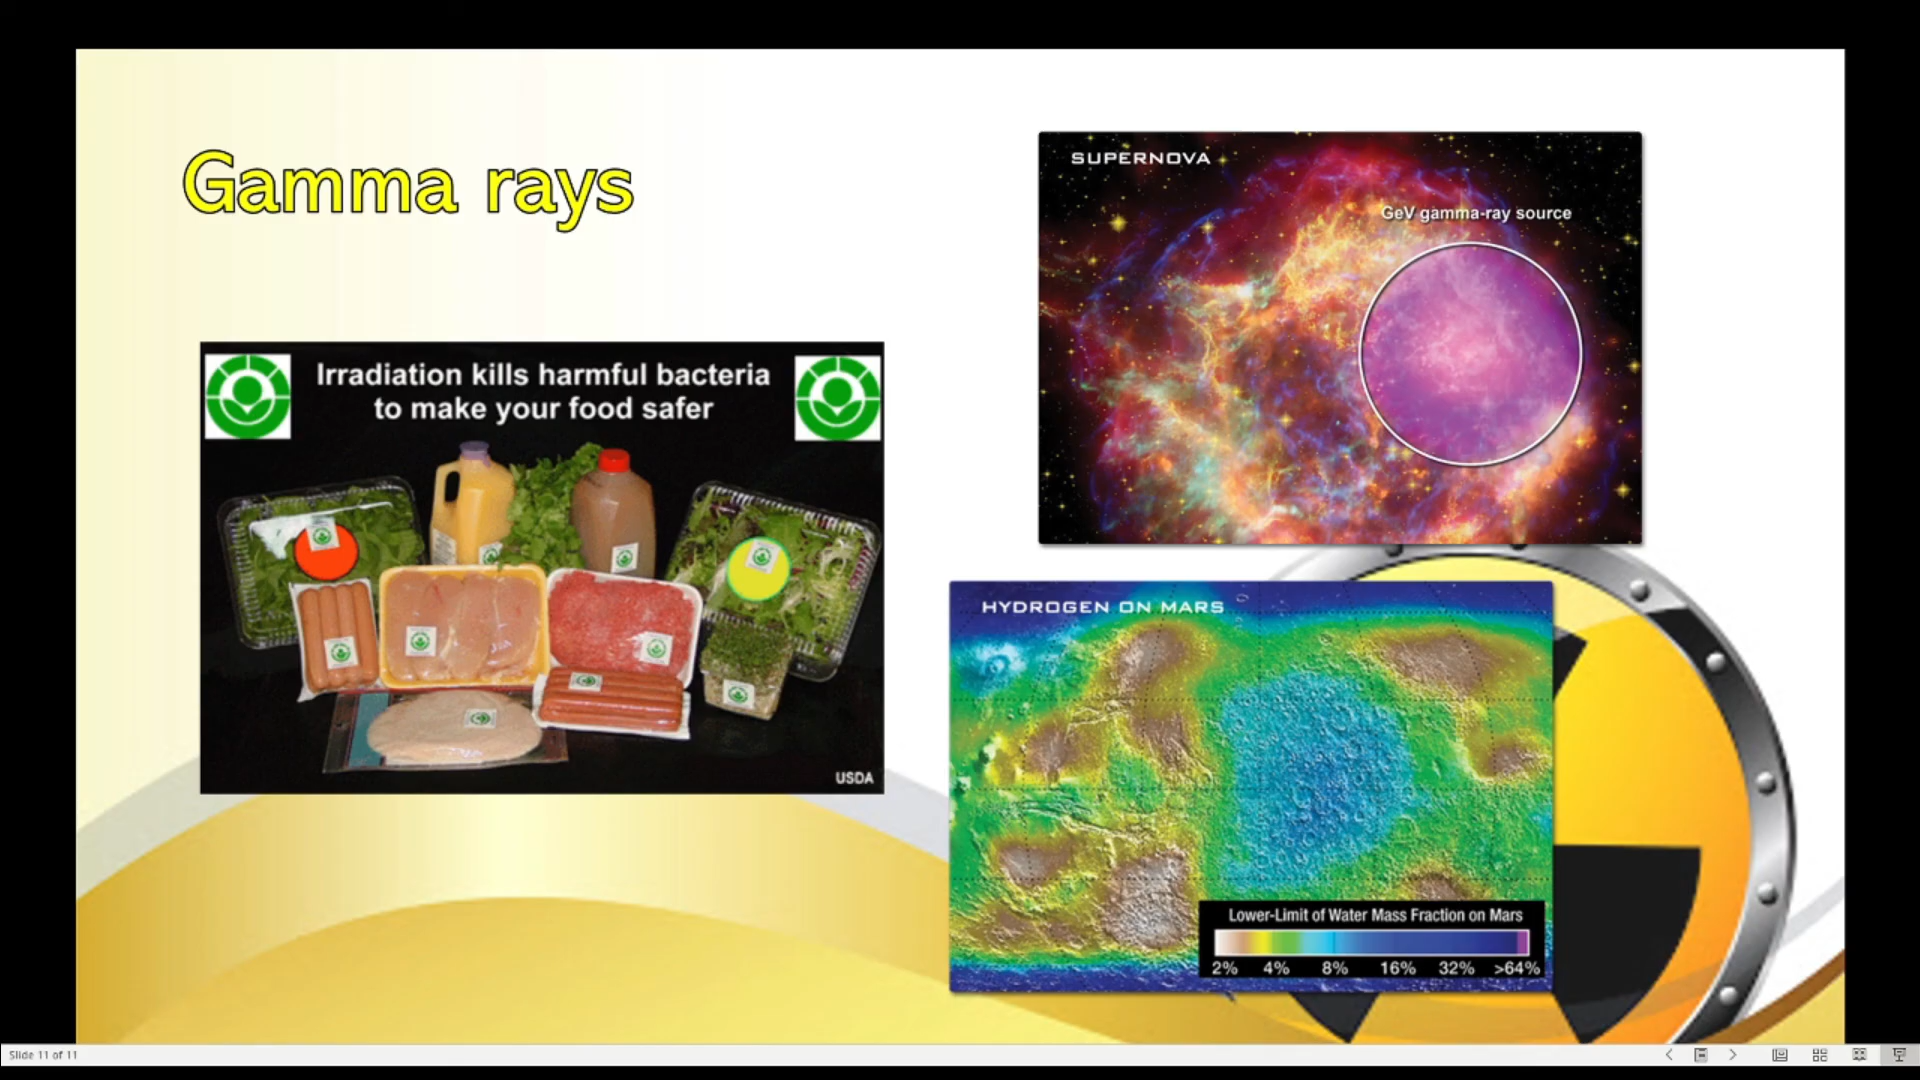 Gamma rays
Irradiation kills harmful bacteria
to make your food safer
USDA
SUPERNOVA
GeV gamma-ray source
HYDROGEN ON MARS
Lower-Limit of Water Mass Fraction on Mars
2% 4% 8% 16% 32% >64%
Slide 11 of 11